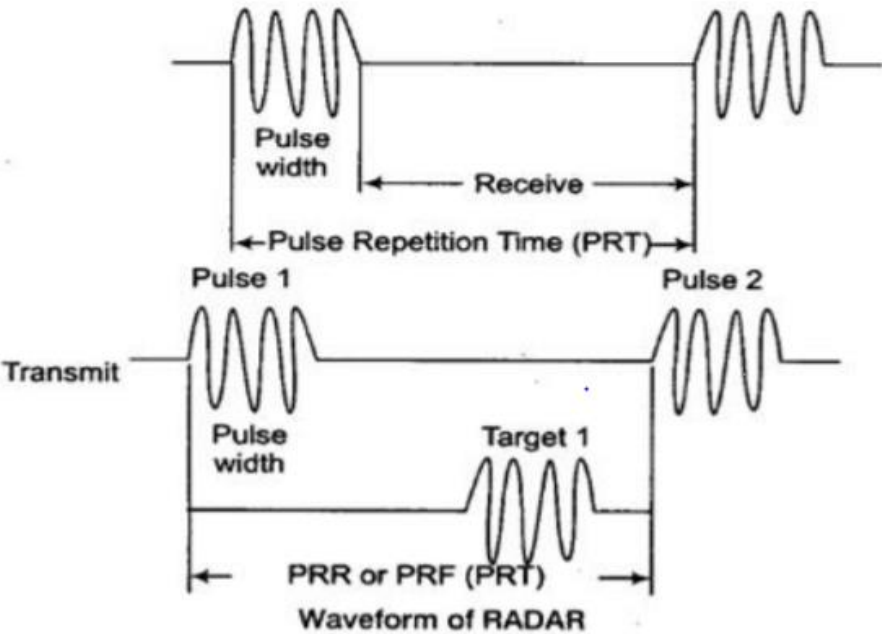 Pulse
width
Receive
Pulse Repetition Time (PRT)
Pulse 1
Pulse 2
Transmit
Pulse
width
Target 1
PRR or PRF (PRT)
Waveform of RADAR